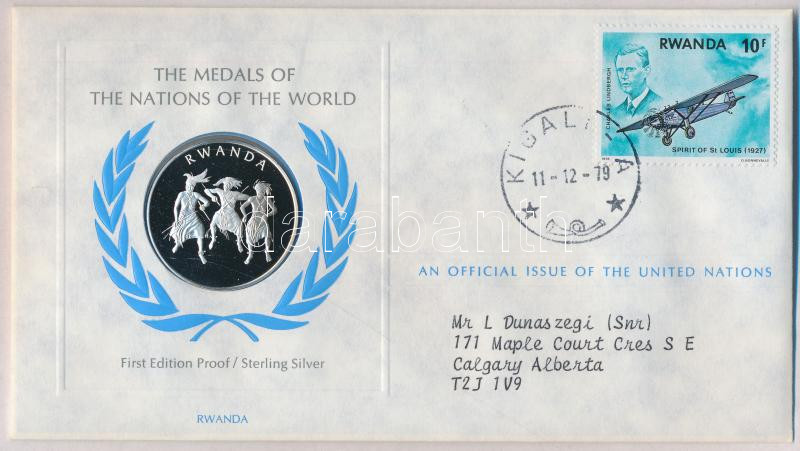 THE MEDALS OF
THE NATIONS OF THE WORLD
RWANDA
First Edition Proof / Sterling Silver
RWANDA
RWANDA 10F
CHARLES LINDBERGH
SPIRIT OF St LOUIS (1927)
KIGALI A
11-12-79
darabanth
AN OFFICIAL ISSUE OF THE UNITED NATIONS
Mr L Dunaszegi (Snr)
171 Maple Court Cres S E
Calgary Alberta
T2J 1V9